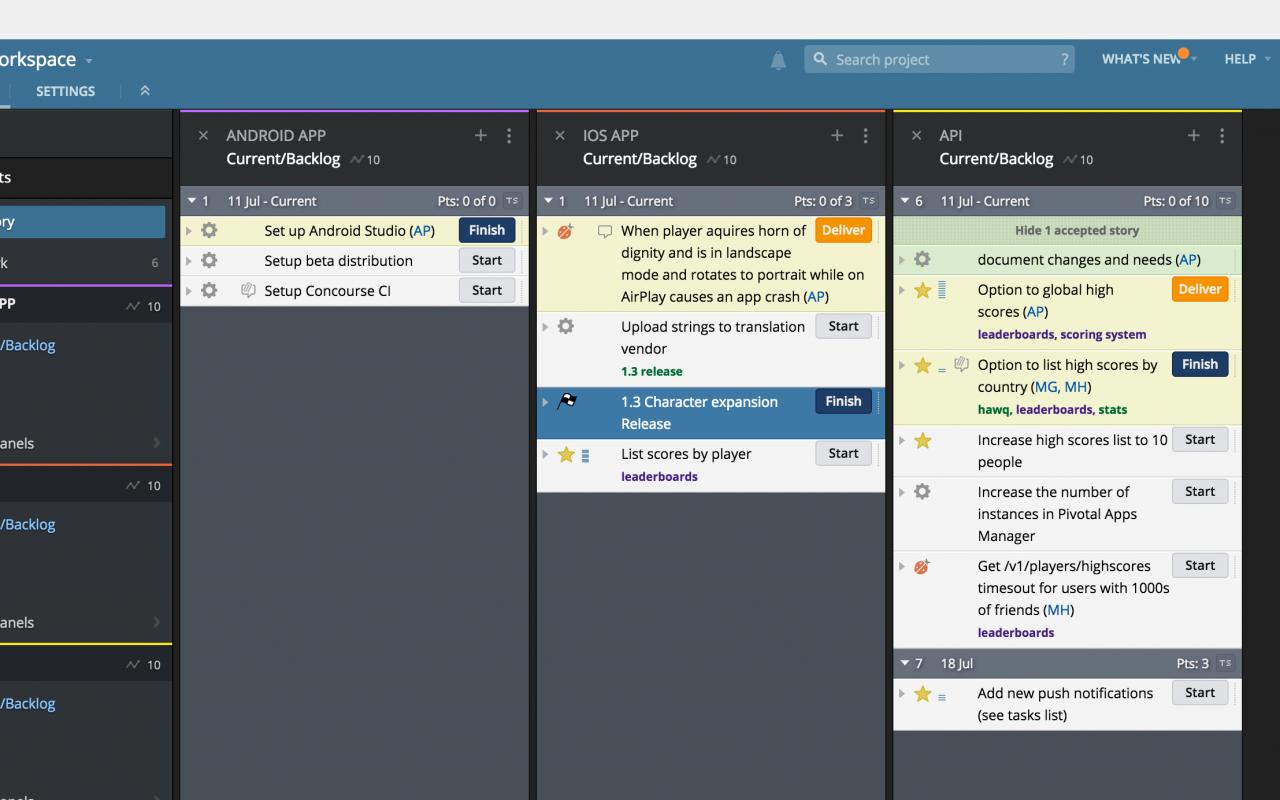 orkspace
Search project
?
WHAT'S NEW
HELP
SETTINGS
ts
ry
k 6
PP 10
/Backlog
anels
10
/Backlog
anels
10
/Backlog
ANDROID APP
Current/Backlog 10
1 11 Jul - Current Pts: 0 of 0 TS
Set up Android Studio (AP) Finish
Setup beta distribution Start
Setup Concourse CI Start
IOS APP
Current/Backlog 10
1 11 Jul - Current Pts: 0 of 3 TS
When player aquires horn of Deliver
dignity and is in landscape
mode and rotates to portrait while on
AirPlay causes an app crash (AP)
Upload strings to translation Start
vendor
1.3 release
1.3 Character expansion Finish
Release
List scores by player Start
leaderboards
API
Current/Backlog 10
6 11 Jul - Current Pts: 0 of 10 TS
Hide 1 accepted story
document changes and needs (AP)
Option to global high Deliver
scores (AP)
leaderboards, scoring system
Option to list high scores by Finish
country (MG, MH)
hawq, leaderboards, stats
Increase high scores list to 10 Start
people
Increase the number of Start
instances in Pivotal Apps
Manager
Get /v1/players/highscores Start
timesout for users with 1000s
of friends (MH)
leaderboards
7 18 Jul Pts: 3 TS
Add new push notifications Start
(see tasks list)